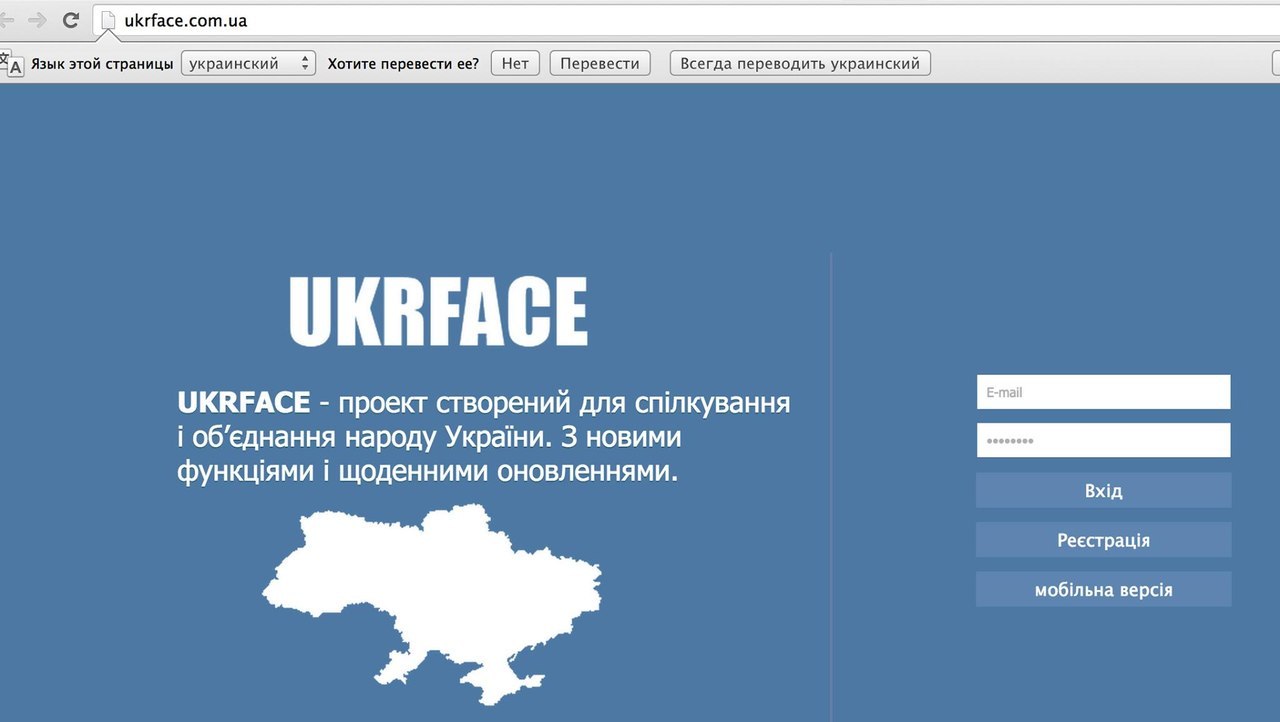 ukrface.com.ua
Язык этой страницы украинский Хотите перевести ее? Нет Перевести Всегда переводить украинский
UKRFACE
UKRFACE - проект створений для спілкування
і об’єднання народу України. З новими
функціями і щоденними оновленнями.
E-mail
Вхід
Реєстрація
мобільна версія